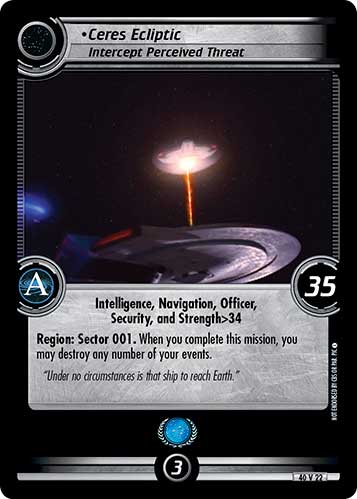 •Ceres Ecliptic
Intercept Perceived Threat
A
35
Intelligence, Navigation, Officer,
Security, and Strength>34
Region: Sector 001. When you complete this mission, you
may destroy any number of your events.
"Under no circumstances is that ship to reach Earth."
3
40 V 22